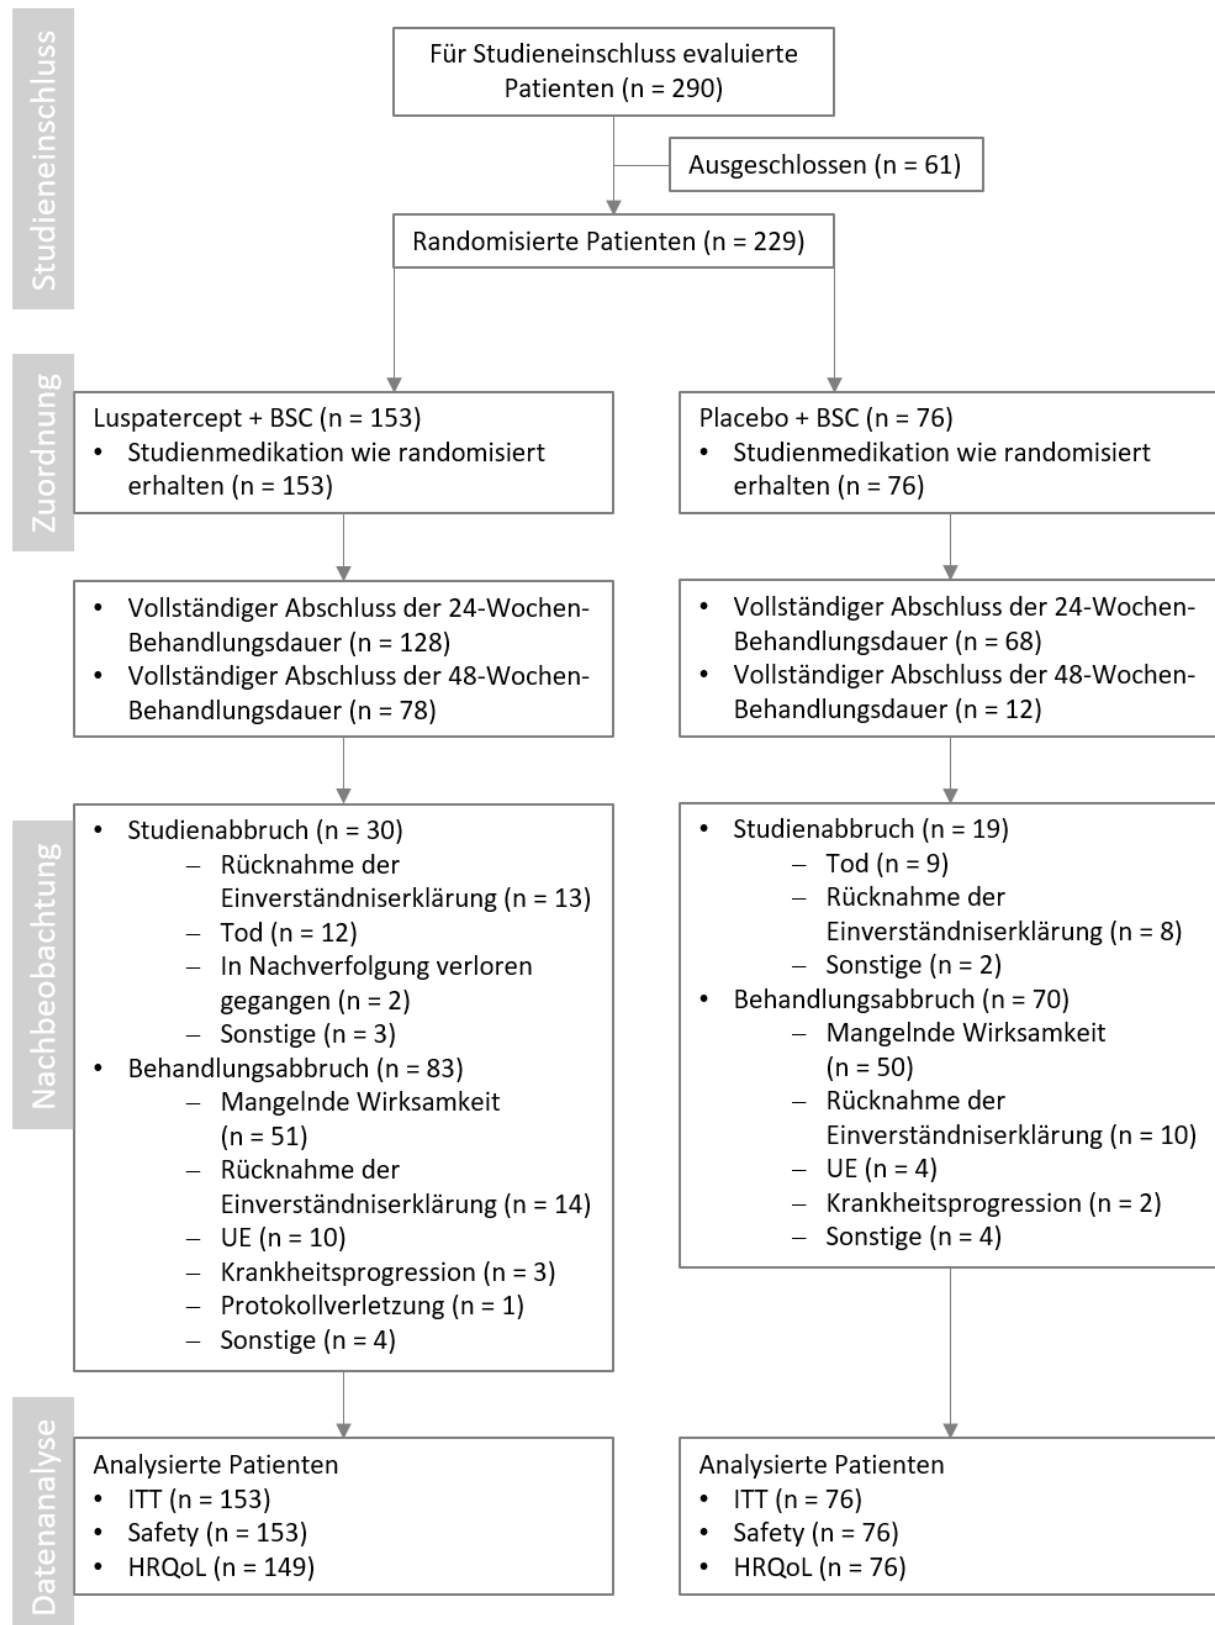 Studieneinschluss
Für Studieneinschluss evaluierte
Patienten (n = 290)
Ausgeschlossen (n = 61)
Randomisierte Patienten (n = 229)
Zuordnung
Luspatercept + BSC (n = 153)
• Studienmedikation wie randomisiert
erhalten (n = 153)
Placebo + BSC (n = 76)
• Studienmedikation wie randomisiert
erhalten (n = 76)
• Vollständiger Abschluss der 24-Wochen-
Behandlungsdauer (n = 128)
• Vollständiger Abschluss der 48-Wochen-
Behandlungsdauer (n = 78)
• Vollständiger Abschluss der 24-Wochen-
Behandlungsdauer (n = 68)
• Vollständiger Abschluss der 48-Wochen-
Behandlungsdauer (n = 12)
Nachbeobachtung
• Studienabbruch (n = 30)
– Rücknahme der
Einverständniserklärung (n = 13)
– Tod (n = 12)
– In Nachverfolgung verloren
gegangen (n = 2)
– Sonstige (n = 3)
• Behandlungsabbruch (n = 83)
– Mangelnde Wirksamkeit
(n = 51)
– Rücknahme der
Einverständniserklärung (n = 14)
– UE (n = 10)
– Krankheitsprogression (n = 3)
– Protokollverletzung (n = 1)
– Sonstige (n = 4)
• Studienabbruch (n = 19)
– Tod (n = 9)
– Rücknahme der
Einverständniserklärung (n = 8)
– Sonstige (n = 2)
• Behandlungsabbruch (n = 70)
– Mangelnde Wirksamkeit
(n = 50)
– Rücknahme der
Einverständniserklärung (n = 10)
– UE (n = 4)
– Krankheitsprogression (n = 2)
– Sonstige (n = 4)
Datenanalyse
Analysierte Patienten
• ITT (n = 153)
• Safety (n = 153)
• HRQoL (n = 149)
Analysierte Patienten
• ITT (n = 76)
• Safety (n = 76)
• HRQoL (n = 76)